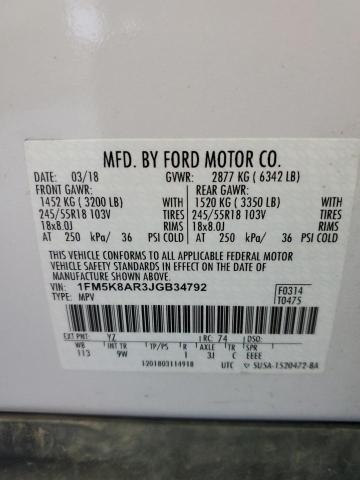 MFD. BY FORD MOTOR CO.
DATE: 03/18 GVWR: 2877 KG ( 6342 LB)
FRONT GAWR: REAR GAWR:
1452 KG ( 3200 LB) WITH 1520 KG ( 3350 LB) WITH
245/55R18 103V TIRES 245/55R18 103V TIRES
18x8.0J RIMS 18x8.0J RIMS
AT 250 kPa/ 36 PSI COLD AT 250 kPa/ 36 PSI COLD
THIS VEHICLE CONFORMS TO ALL APPLICABLE FEDERAL MOTOR
VEHICLE SAFETY AND THEFT PREVENTION STANDARDS IN EFFECT
ON THE DATE OF MANUFACTURE SHOWN ABOVE.
VIN: 1FM5K8AR3JGB34792 F0314
TYPE: MPV T0475
EXT PNT: YZ RC: 74 DSO:
WB INT TR TP/PS R AXLE TR SPR
113 9W 1 3J C EEEE
1201803114918 UTC ▽ SUSA-1520472-BA